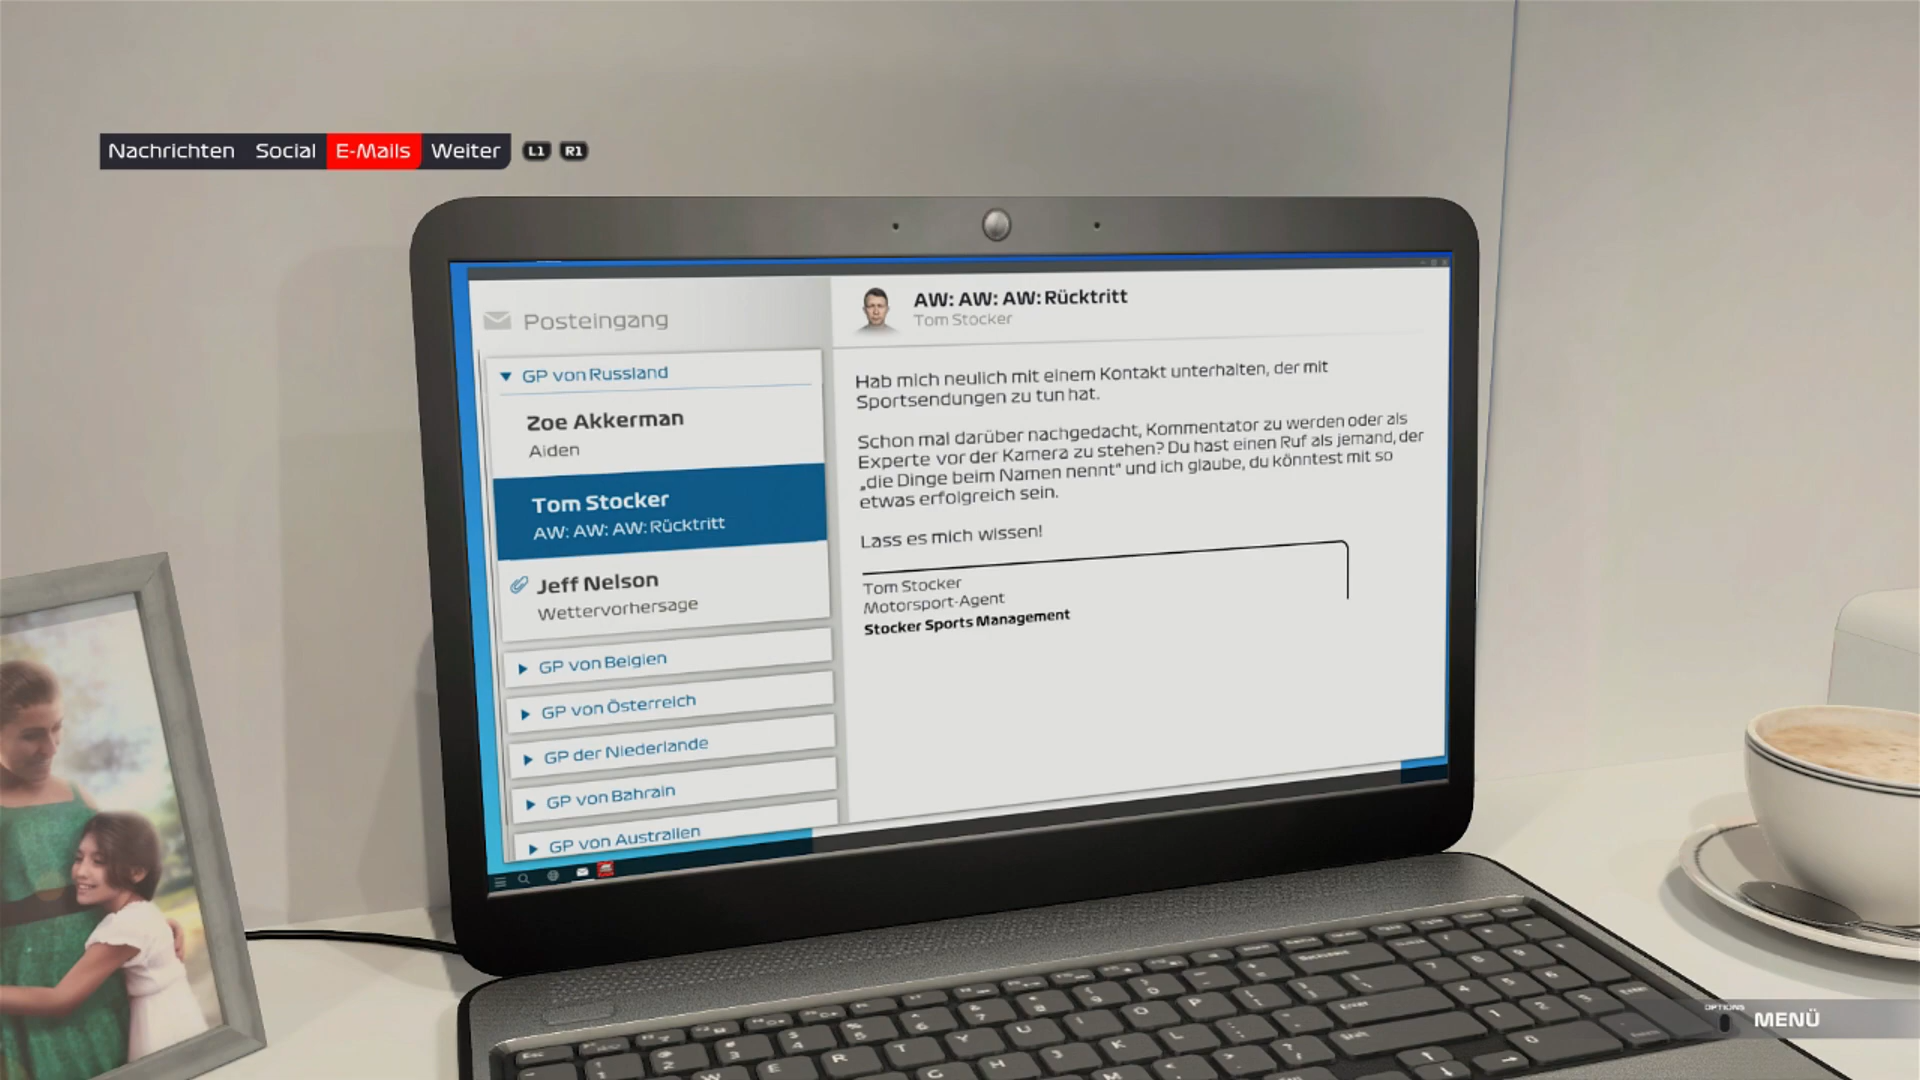 Nachrichten Social E-Mails Weiter L1 R1
Posteingang
GP von Russland
Zoe Akkerman
Aiden
Tom Stocker
AW: AW: AW: Rücktritt
Jeff Nelson
Wettervorhersage
GP von Belgien
GP von Österreich
GP der Niederlande
GP von Bahrain
GP von Australien
AW: AW: AW: Rücktritt
Tom Stocker
Hab mich neulich mit einem Kontakt unterhalten, der mit
Sportsendungen zu tun hat.
Schon mal darüber nachgedacht, Kommentator zu werden oder als
Experte vor der Kamera zu stehen? Du hast einen Ruf als jemand, der
„die Dinge beim Namen nennt“ und ich glaube, du könntest mit so
etwas erfolgreich sein.
Lass es mich wissen!
Tom Stocker
Motorsport-Agent
Stocker Sports Management
OPTIONS
MENÜ